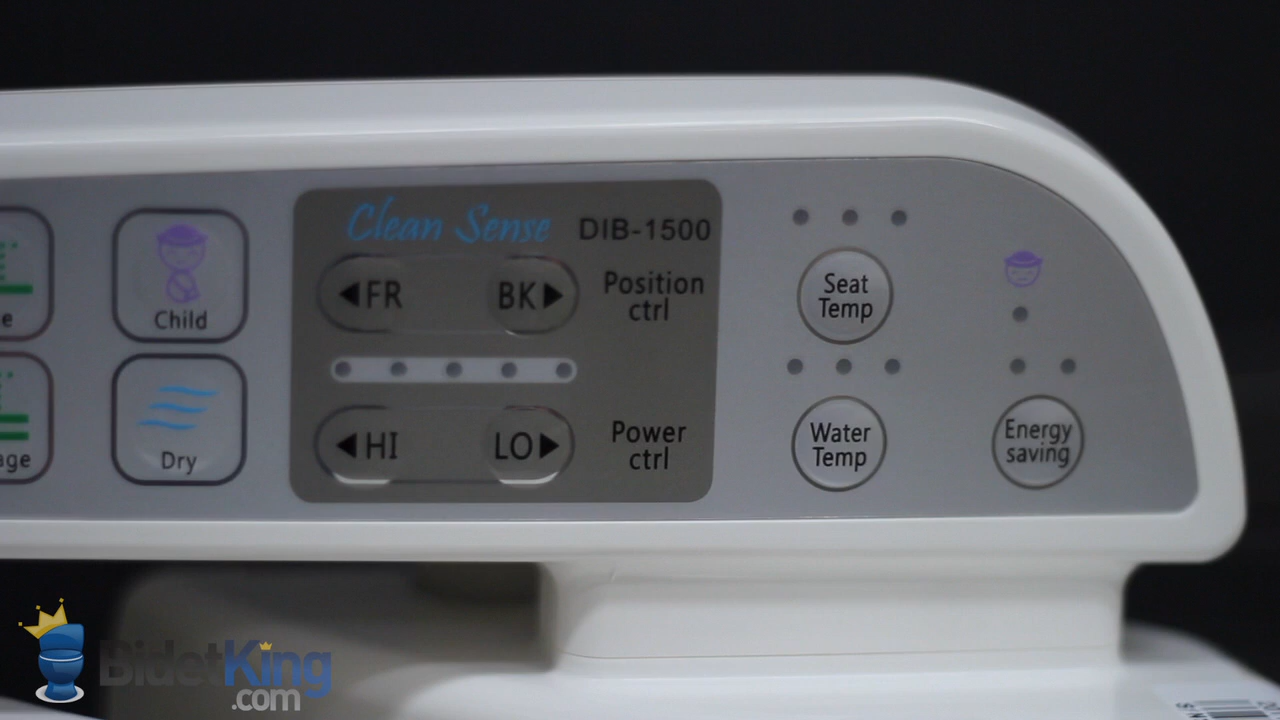 Clean Sense DIB-1500
FR BK Position
ctrl
HI LO Power
ctrl
Child
Dry
Seat
Temp
Water
Temp
Energy
saving
e
age
BidetKing
.com